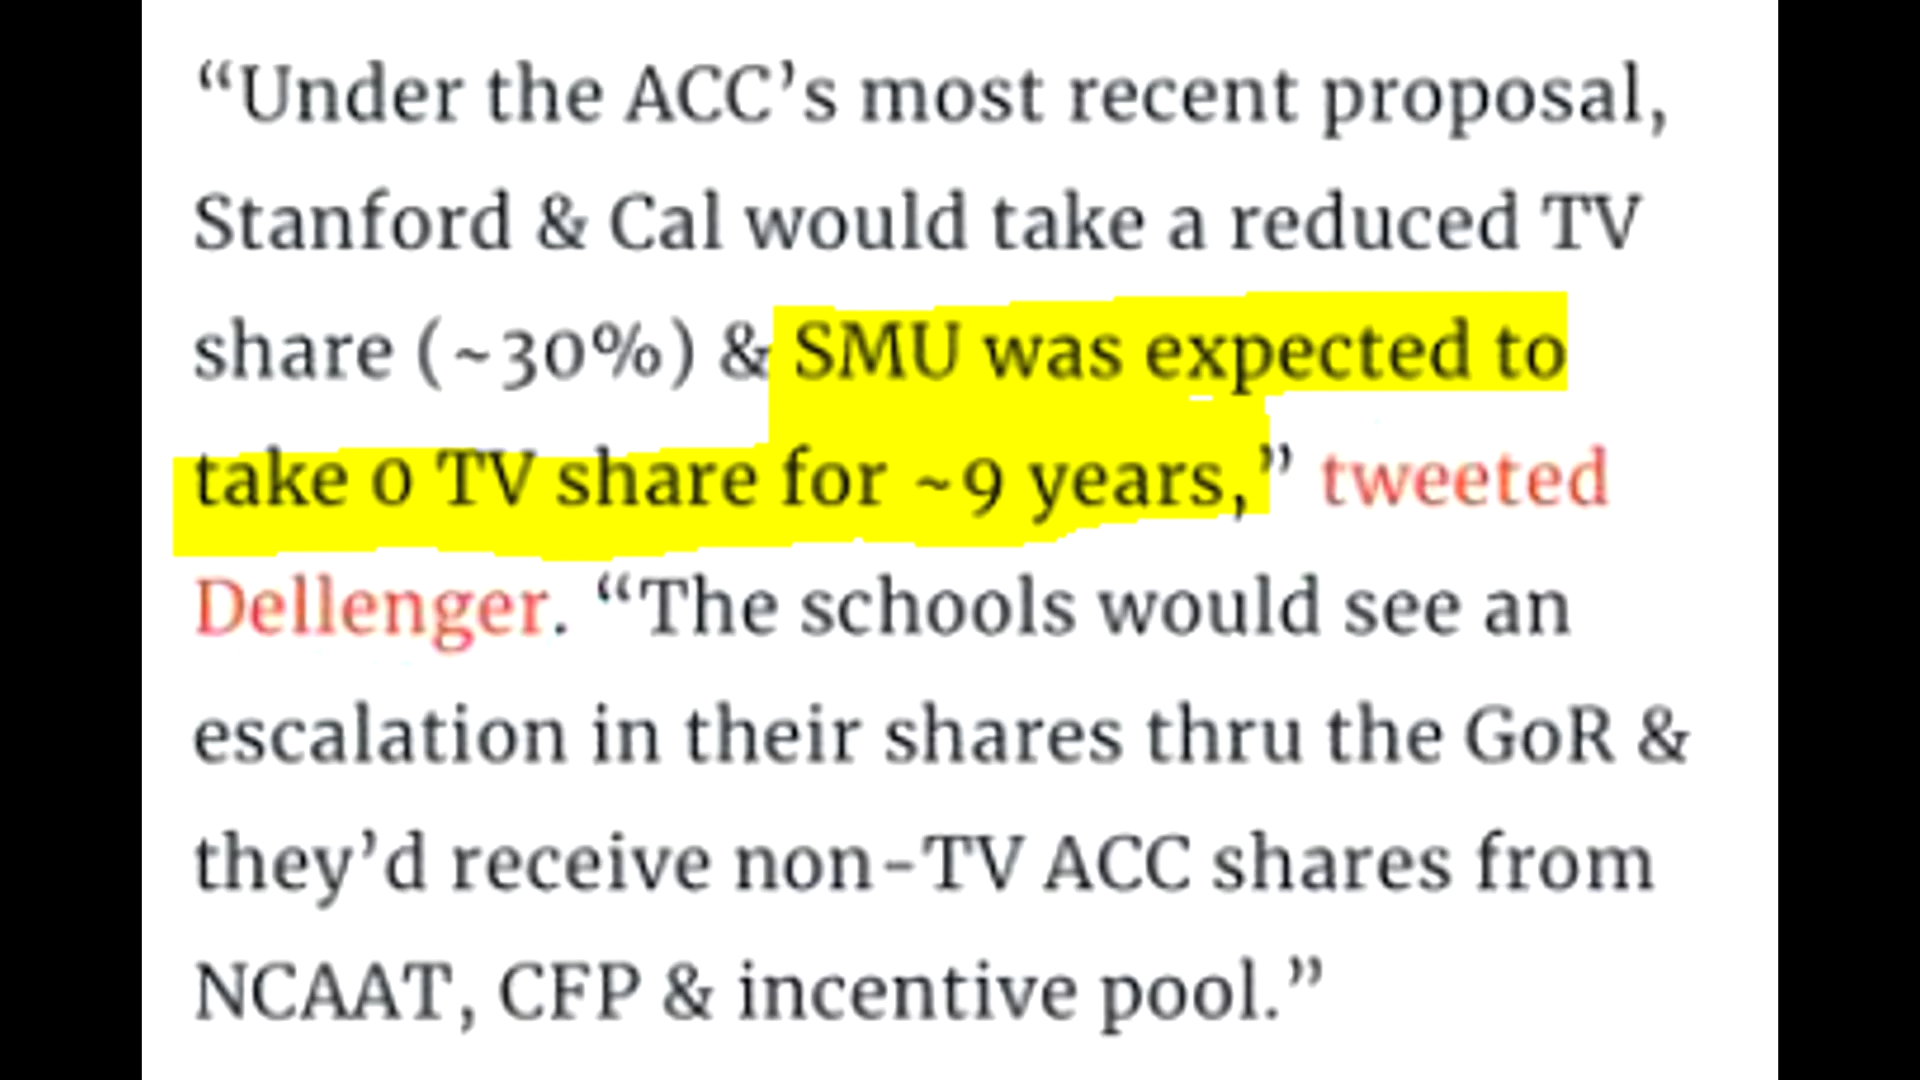 “Under the ACC’s most recent proposal,
Stanford & Cal would take a reduced TV
share (~30%) & SMU was expected to
take 0 TV share for ~9 years,” tweeted
Dellenger. “The schools would see an
escalation in their shares thru the GoR &
they’d receive non-TV ACC shares from
NCAAT, CFP & incentive pool.”